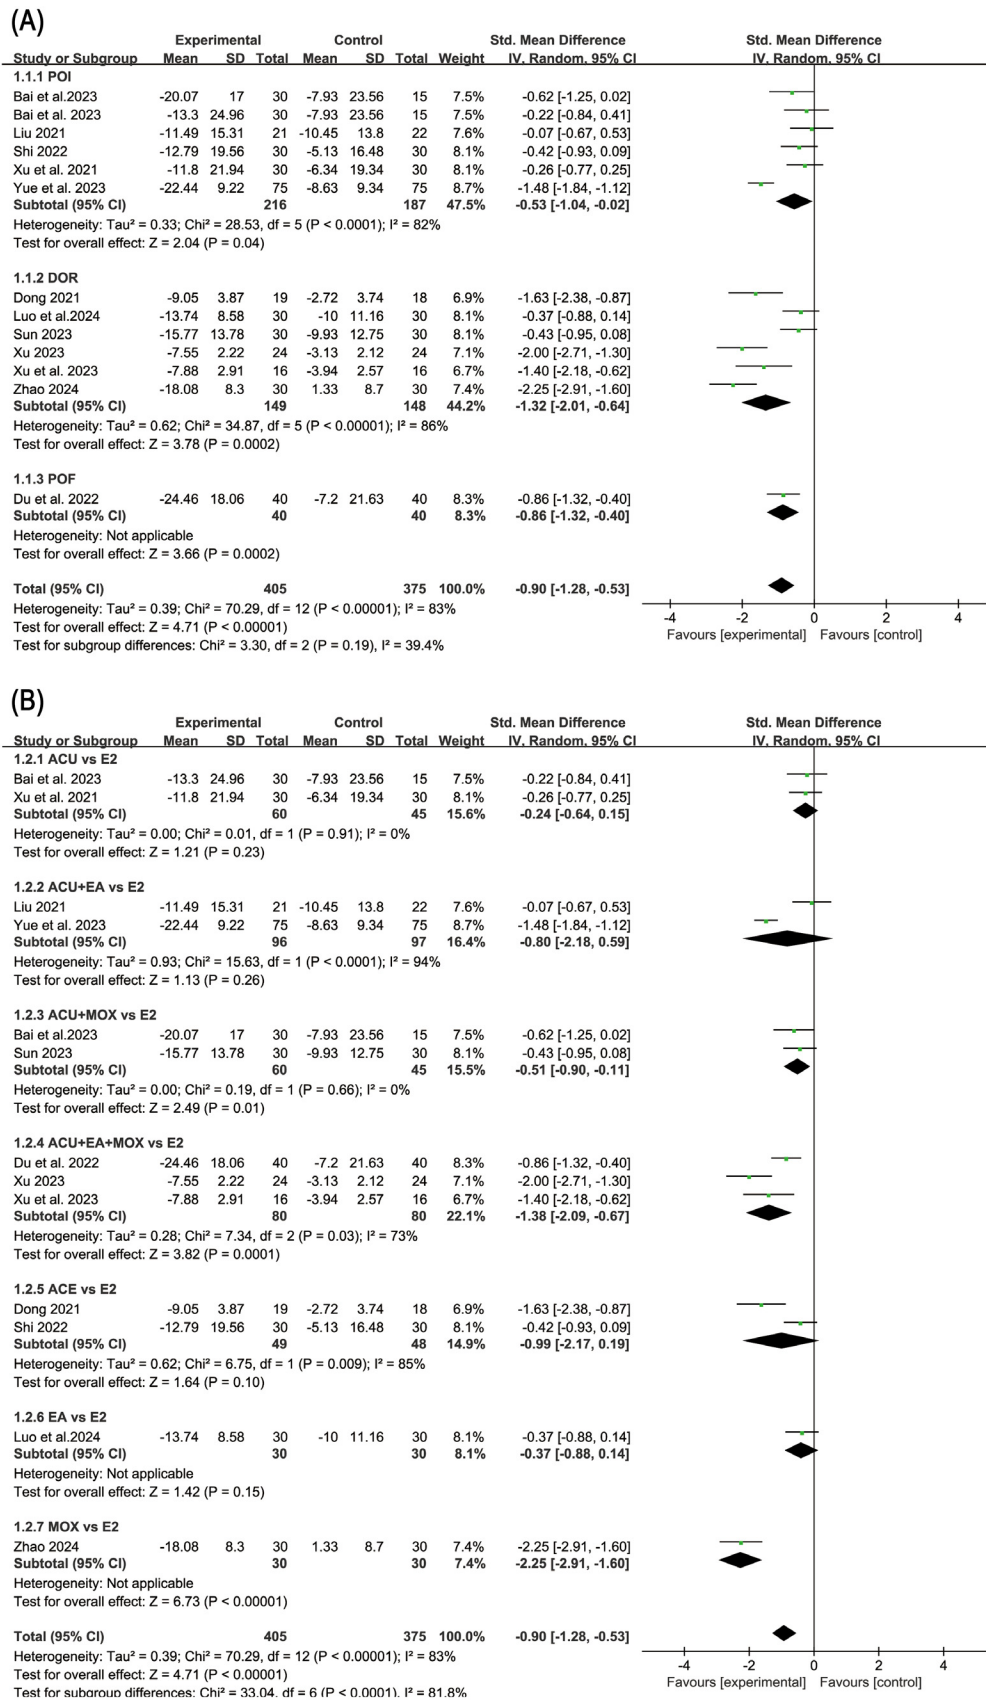 (A)
Experimental Control Std. Mean Difference Std. Mean Difference
Study or Subgroup Mean SD Total Mean SD Total Weight IV, Random, 95% CI IV, Random, 95% CI
1.1.1 POI
Bai et al.2023 -20.07 17 30 -7.93 23.56 15 7.5% -0.62 [-1.25, 0.02]
Bai et al. 2023 -13.3 24.96 30 -7.93 23.56 15 7.5% -0.22 [-0.84, 0.41]
Liu 2021 -11.49 15.31 21 -10.45 13.8 22 7.6% -0.07 [-0.67, 0.53]
Shi 2022 -12.79 19.56 30 -5.13 16.48 30 8.1% -0.42 [-0.93, 0.09]
Xu et al. 2021 -11.8 21.94 30 -6.34 19.34 30 8.1% -0.26 [-0.77, 0.25]
Yue et al. 2023 -22.44 9.22 75 -8.63 9.34 75 8.7% -1.48 [-1.84, -1.12]
Subtotal (95% CI) 216 187 47.5% -0.53 [-1.04, -0.02]
Heterogeneity: Tau² = 0.33; Chi² = 28.53, df = 5 (P < 0.0001); I² = 82%
Test for overall effect: Z = 2.04 (P = 0.04)
1.1.2 DOR
Dong 2021 -9.05 3.87 19 -2.72 3.74 18 6.9% -1.63 [-2.38, -0.87]
Luo et al.2024 -13.74 8.58 30 -10 11.16 30 8.1% -0.37 [-0.88, 0.14]
Sun 2023 -15.77 13.78 30 -9.93 12.75 30 8.1% -0.43 [-0.95, 0.08]
Xu 2023 -7.55 2.22 24 -3.13 2.12 24 7.1% -2.00 [-2.71, -1.30]
Xu et al. 2023 -7.88 2.91 16 -3.94 2.57 16 6.7% -1.40 [-2.18, -0.62]
Zhao 2024 -18.08 8.3 30 1.33 8.7 30 7.4% -2.25 [-2.91, -1.60]
Subtotal (95% CI) 149 148 44.2% -1.32 [-2.01, -0.64]
Heterogeneity: Tau² = 0.62; Chi² = 34.87, df = 5 (P < 0.00001); I² = 86%
Test for overall effect: Z = 3.78 (P = 0.0002)
1.1.3 POF
Du et al. 2022 -24.46 18.06 40 -7.2 21.63 40 8.3% -0.86 [-1.32, -0.40]
Subtotal (95% CI) 40 40 8.3% -0.86 [-1.32, -0.40]
Heterogeneity: Not applicable
Test for overall effect: Z = 3.66 (P = 0.0002)
Total (95% CI) 405 375 100.0% -0.90 [-1.28, -0.53]
Heterogeneity: Tau² = 0.39; Chi² = 70.29, df = 12 (P < 0.00001); I² = 83%
-4 -2 0 2 4
Test for overall effect: Z = 4.71 (P < 0.00001)
Favours [experimental] Favours [control]
Test for subgroup differences: Chi² = 3.30, df = 2 (P = 0.19), I² = 39.4%
(B)
Experimental Control Std. Mean Difference Std. Mean Difference
Study or Subgroup Mean SD Total Mean SD Total Weight IV, Random, 95% CI IV, Random, 95% CI
1.2.1 ACU vs E2
Bai et al. 2023 -13.3 24.96 30 -7.93 23.56 15 7.5% -0.22 [-0.84, 0.41]
Xu et al. 2021 -11.8 21.94 30 -6.34 19.34 30 8.1% -0.26 [-0.77, 0.25]
Subtotal (95% CI) 60 45 15.6% -0.24 [-0.64, 0.15]
Heterogeneity: Tau² = 0.00; Chi² = 0.01, df = 1 (P = 0.91); I² = 0%
Test for overall effect: Z = 1.21 (P = 0.23)
1.2.2 ACU+EA vs E2
Liu 2021 -11.49 15.31 21 -10.45 13.8 22 7.6% -0.07 [-0.67, 0.53]
Yue et al. 2023 -22.44 9.22 75 -8.63 9.34 75 8.7% -1.48 [-1.84, -1.12]
Subtotal (95% CI) 96 97 16.4% -0.80 [-2.18, 0.59]
Heterogeneity: Tau² = 0.93; Chi² = 15.63, df = 1 (P < 0.0001); I² = 94%
Test for overall effect: Z = 1.13 (P = 0.26)
1.2.3 ACU+MOX vs E2
Bai et al.2023 -20.07 17 30 -7.93 23.56 15 7.5% -0.62 [-1.25, 0.02]
Sun 2023 -15.77 13.78 30 -9.93 12.75 30 8.1% -0.43 [-0.95, 0.08]
Subtotal (95% CI) 60 45 15.5% -0.51 [-0.90, -0.11]
Heterogeneity: Tau² = 0.00; Chi² = 0.19, df = 1 (P = 0.66); I² = 0%
Test for overall effect: Z = 2.49 (P = 0.01)
1.2.4 ACU+EA+MOX vs E2
Du et al. 2022 -24.46 18.06 40 -7.2 21.63 40 8.3% -0.86 [-1.32, -0.40]
Xu 2023 -7.55 2.22 24 -3.13 2.12 24 7.1% -2.00 [-2.71, -1.30]
Xu et al. 2023 -7.88 2.91 16 -3.94 2.57 16 6.7% -1.40 [-2.18, -0.62]
Subtotal (95% CI) 80 80 22.1% -1.38 [-2.09, -0.67]
Heterogeneity: Tau² = 0.28; Chi² = 7.34, df = 2 (P = 0.03); I² = 73%
Test for overall effect: Z = 3.82 (P = 0.0001)
1.2.5 ACE vs E2
Dong 2021 -9.05 3.87 19 -2.72 3.74 18 6.9% -1.63 [-2.38, -0.87]
Shi 2022 -12.79 19.56 30 -5.13 16.48 30 8.1% -0.42 [-0.93, 0.09]
Subtotal (95% CI) 49 48 14.9% -0.99 [-2.17, 0.19]
Heterogeneity: Tau² = 0.62; Chi² = 6.75, df = 1 (P = 0.009); I² = 85%
Test for overall effect: Z = 1.64 (P = 0.10)
1.2.6 EA vs E2
Luo et al.2024 -13.74 8.58 30 -10 11.16 30 8.1% -0.37 [-0.88, 0.14]
Subtotal (95% CI) 30 30 8.1% -0.37 [-0.88, 0.14]
Heterogeneity: Not applicable
Test for overall effect: Z = 1.42 (P = 0.15)
1.2.7 MOX vs E2
Zhao 2024 -18.08 8.3 30 1.33 8.7 30 7.4% -2.25 [-2.91, -1.60]
Subtotal (95% CI) 30 30 7.4% -2.25 [-2.91, -1.60]
Heterogeneity: Not applicable
Test for overall effect: Z = 6.73 (P < 0.00001)
Total (95% CI) 405 375 100.0% -0.90 [-1.28, -0.53]
Heterogeneity: Tau² = 0.39; Chi² = 70.29, df = 12 (P < 0.00001); I² = 83%
-4 -2 0 2 4
Test for overall effect: Z = 4.71 (P < 0.00001)
Favours [experimental] Favours [control]
Test for subgroup differences: Chi² = 33.04, df = 6 (P < 0.0001), I² = 81.8%